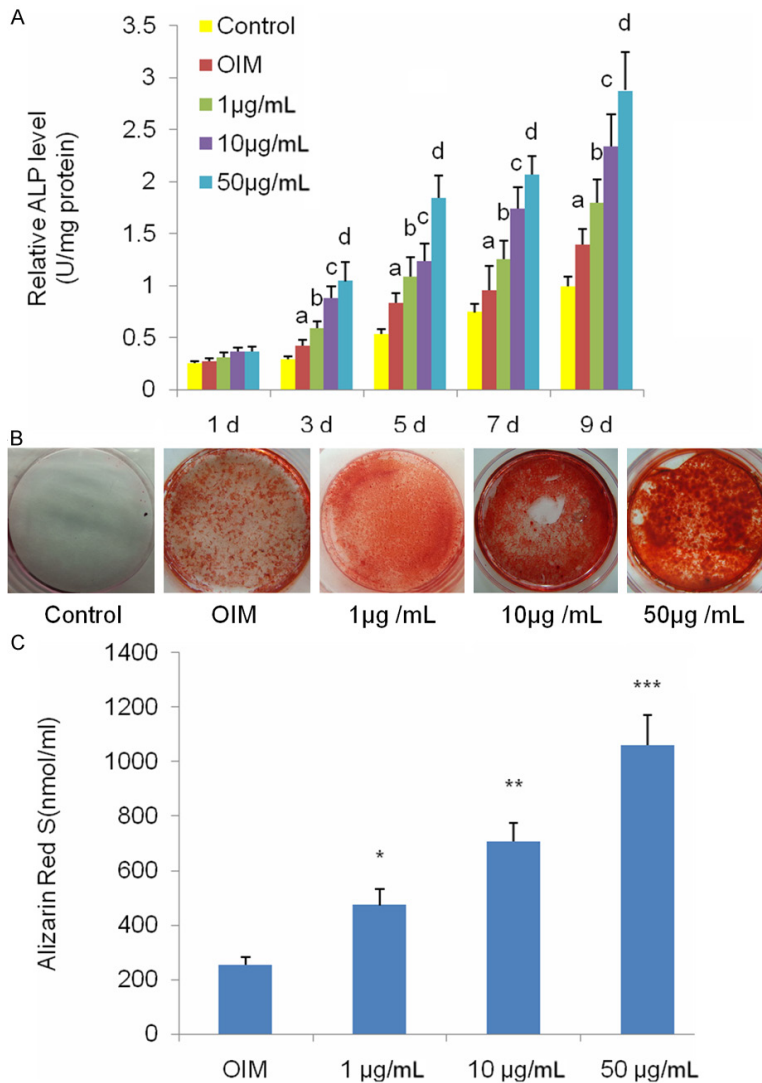 A
Relative ALP level
(U/mg protein)
3.5
3
2.5
2
1.5
1
0.5
0
Control
OIM
1µg/mL
10µg/mL
50µg/mL
a
b
c
d
a
b
c
d
a
b
c
d
a
b
c
d
1 d
3 d
5 d
7 d
9 d
B
Control
OIM
1µg /mL
10µg /mL
50µg /mL
C
Alizarin Red S(nmol/ml)
1400
1200
1000
800
600
400
200
0
*
**
***
OIM
1 µg/mL
10 µg/mL
50 µg/mL